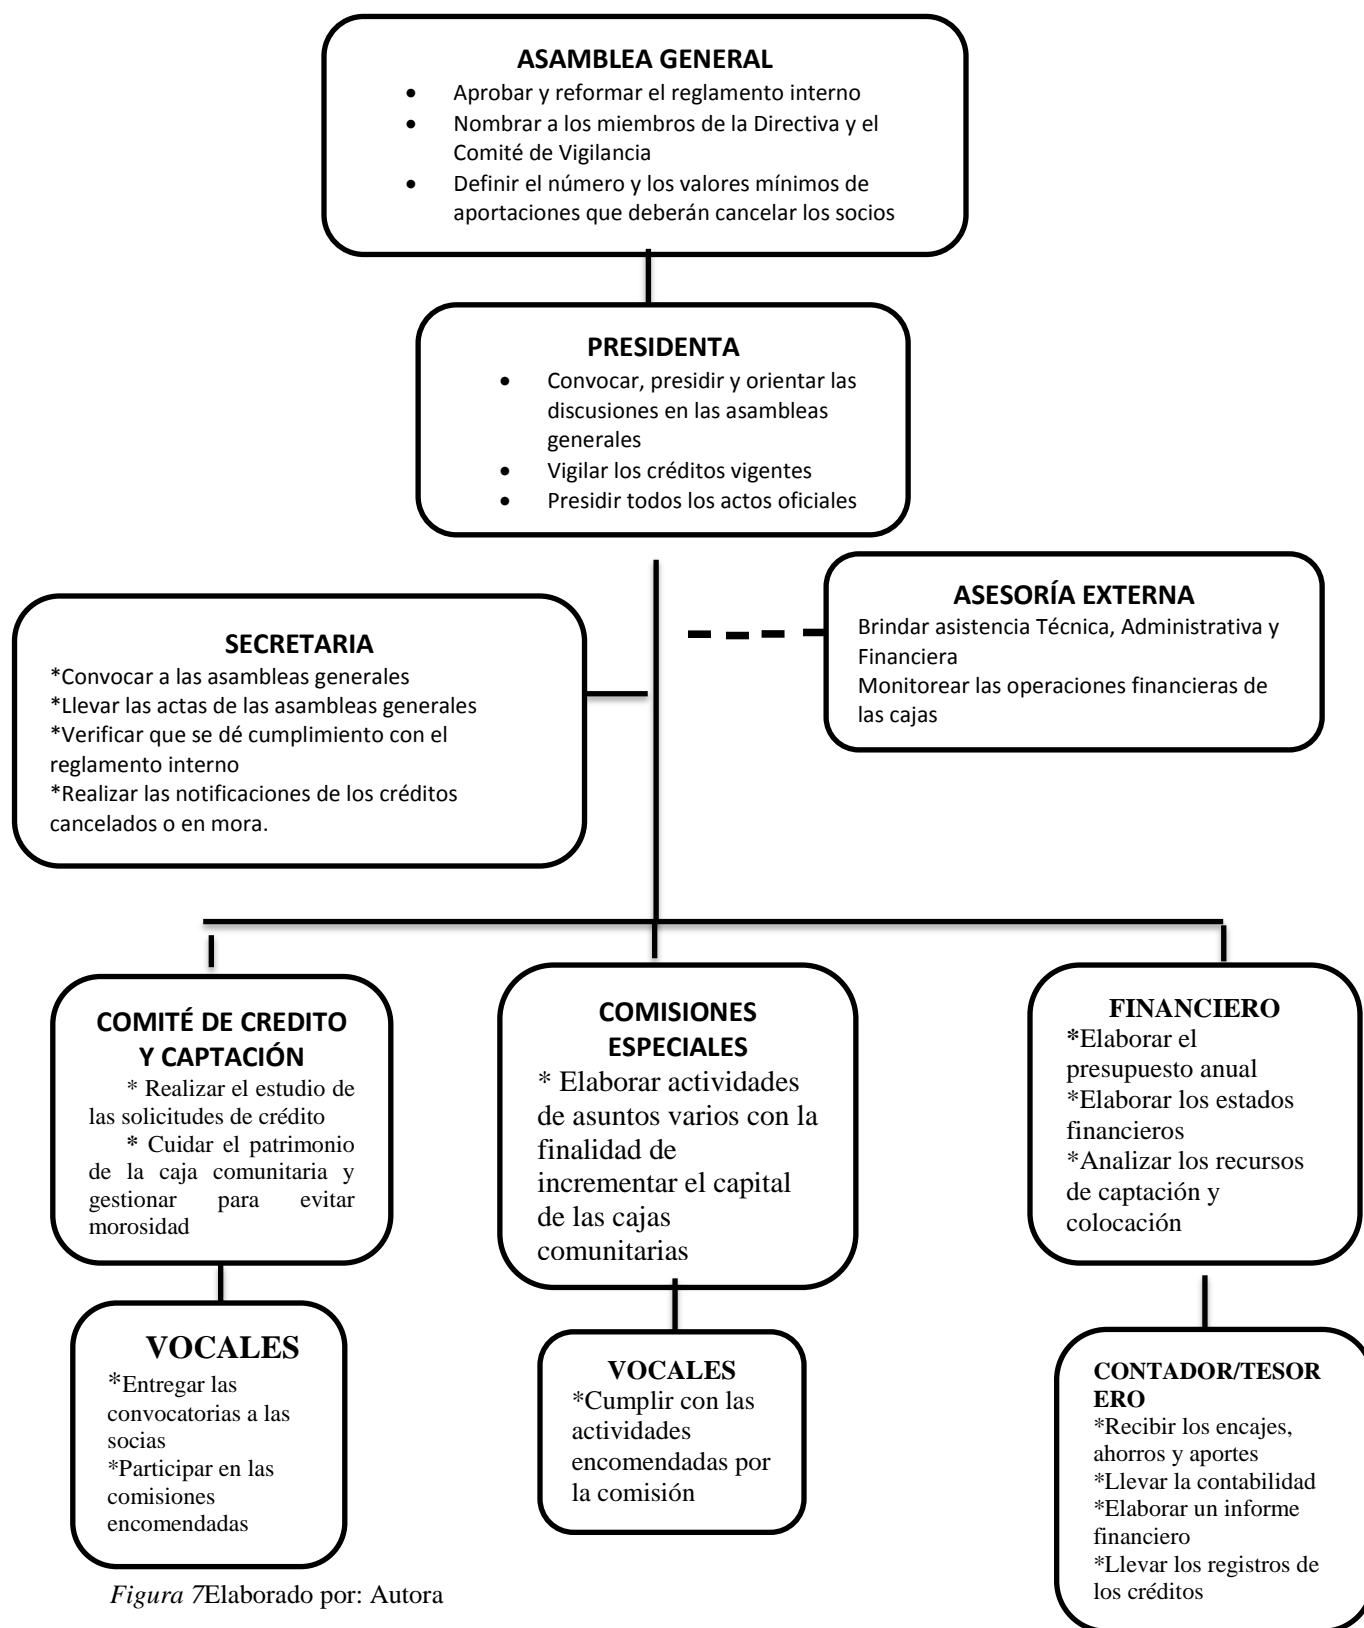 ASAMBLEA GENERAL
• Aprobar y reformar el reglamento interno
• Nombrar a los miembros de la Directiva y el
Comité de Vigilancia
• Definir el número y los valores mínimos de
aportaciones que deberán cancelar los socios
PRESIDENTA
• Convocar, presidir y orientar las
discusiones en las asambleas
generales
• Vigilar los créditos vigentes
• Presidir todos los actos oficiales
ASESORÍA EXTERNA
Brindar asistencia Técnica, Administrativa y
Financiera
Monitorear las operaciones financieras de
las cajas
SECRETARIA
*Convocar a las asambleas generales
*Llevar las actas de las asambleas generales
*Verificar que se dé cumplimiento con el
reglamento interno
*Realizar las notificaciones de los créditos
cancelados o en mora.
COMITÉ DE CREDITO
Y CAPTACIÓN
* Realizar el estudio de
las solicitudes de crédito
* Cuidar el patrimonio
de la caja comunitaria y
gestionar para evitar
morosidad
COMISIONES
ESPECIALES
* Elaborar actividades
de asuntos varios con la
finalidad de
incrementar el capital
de las cajas
comunitarias
FINANCIERO
*Elaborar el
presupuesto anual
*Elaborar los estados
financieros
*Analizar los recursos
de captación y
colocación
VOCALES
*Entregar las
convocatorias a las
socias
*Participar en las
comisiones
encomendadas
VOCALES
*Cumplir con las
actividades
encomendadas por
la comisión
CONTADOR/TESOR
ERO
*Recibir los encajes,
ahorros y aportes
*Llevar la contabilidad
*Elaborar un informe
financiero
*Llevar los registros de
los créditos
Figura 7Elaborado por: Autora